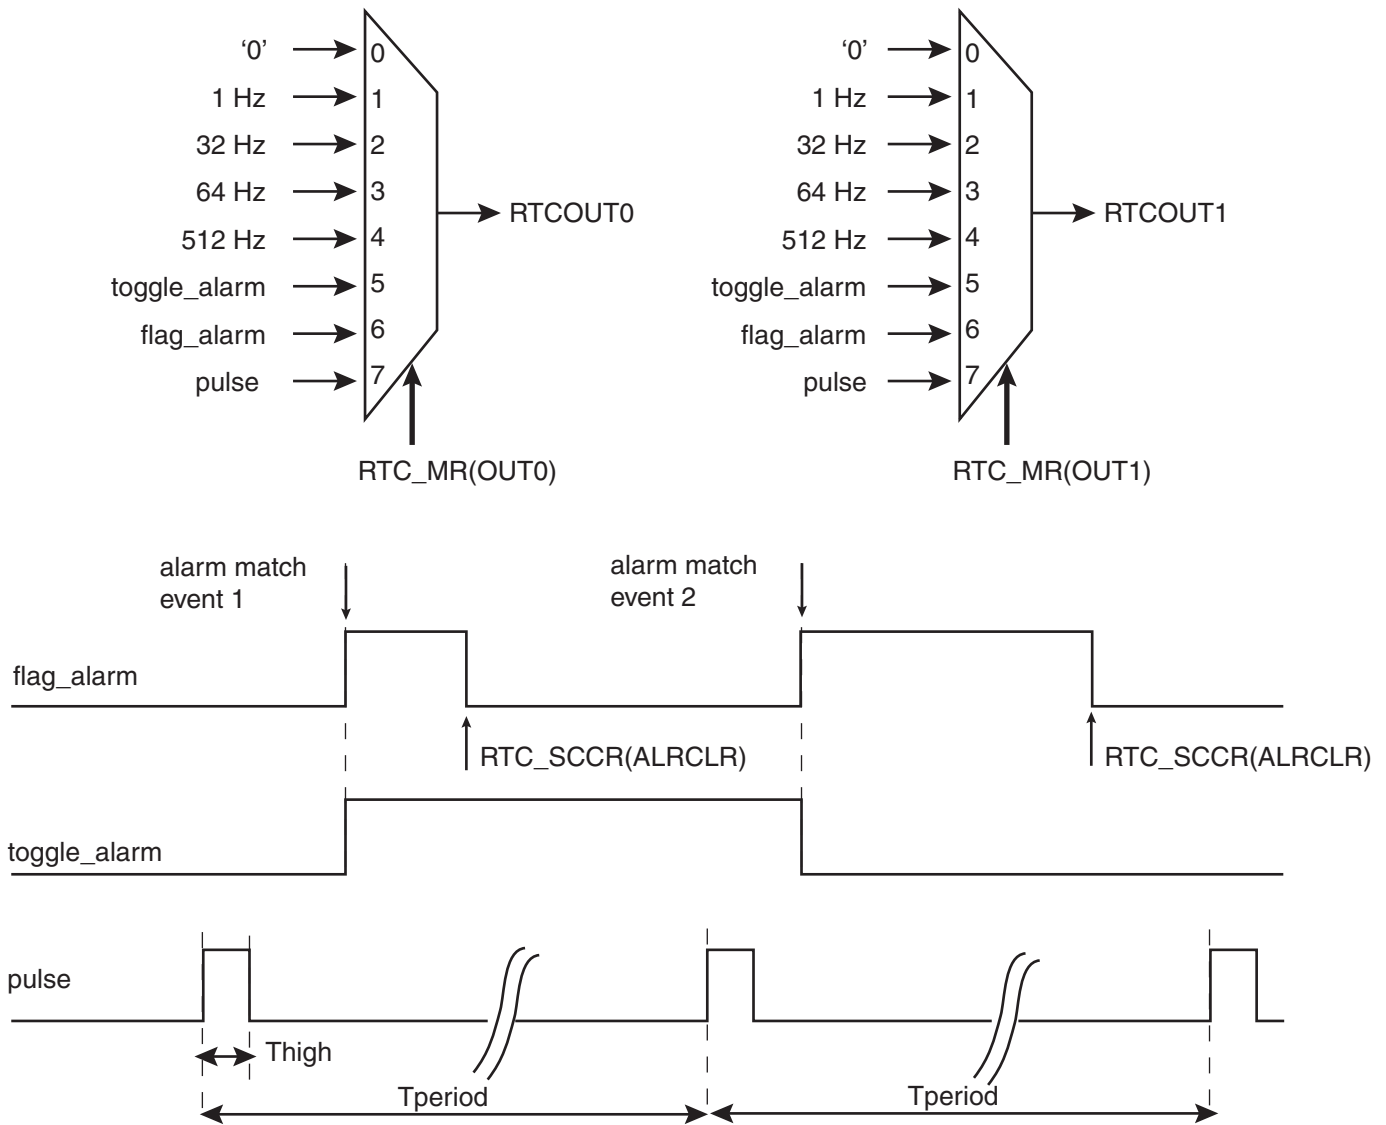 ‘0’ 0
1 Hz 1
32 Hz 2
64 Hz 3
512 Hz 4
toggle_alarm 5
flag_alarm 6
pulse 7
RTCOUT0
RTC_MR(OUT0)
‘0’ 0
1 Hz 1
32 Hz 2
64 Hz 3
512 Hz 4
toggle_alarm 5
flag_alarm 6
pulse 7
RTCOUT1
RTC_MR(OUT1)
alarm match
event 1
alarm match
event 2
flag_alarm
RTC_SCCR(ALRCLR)
RTC_SCCR(ALRCLR)
toggle_alarm
pulse
Thigh
Tperiod
Tperiod